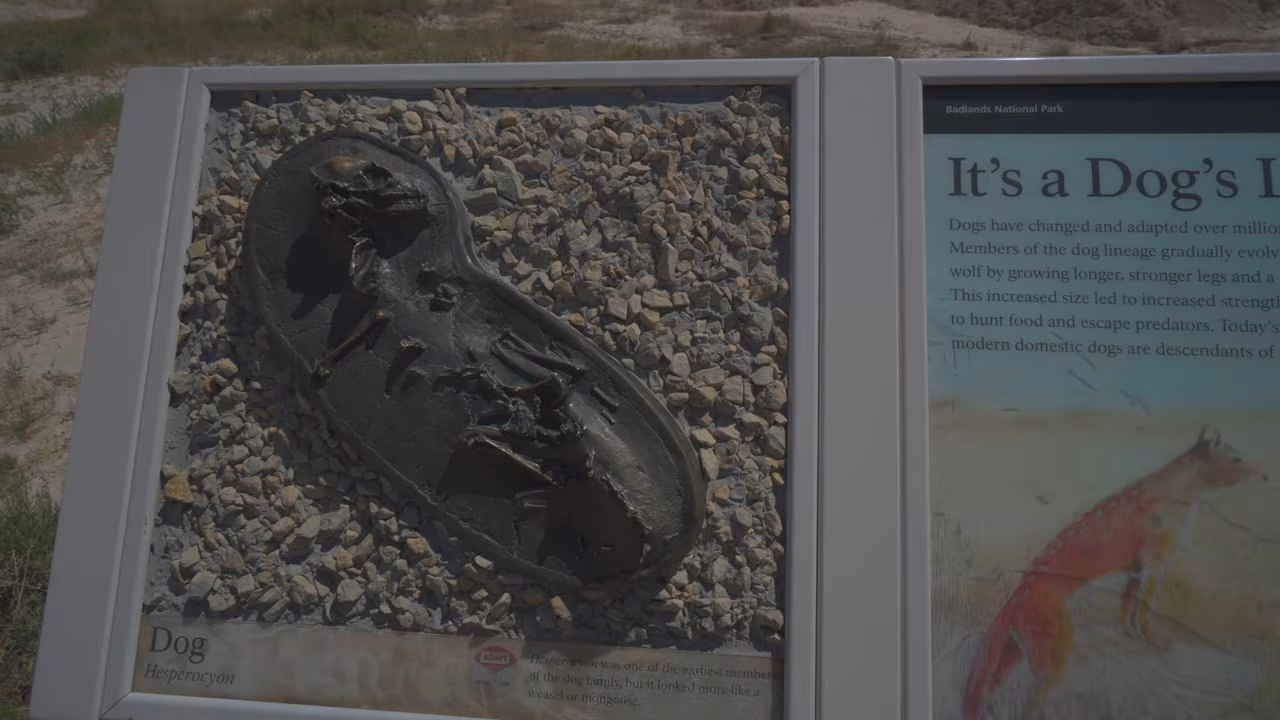 Badlands National Park
It's a Dog's L
Dogs have changed and adapted over millio
Members of the dog lineage gradually evolv
wolf by growing longer, stronger legs and a
This increased size led to increased strengt
to hunt food and escape predators. Today's
modern domestic dogs are descendants of
Dog
Hesperocyon
ADAPT
Hesperocyon was one of the earliest members
of the dog family, but it looked more like a
weasel or mongoose.